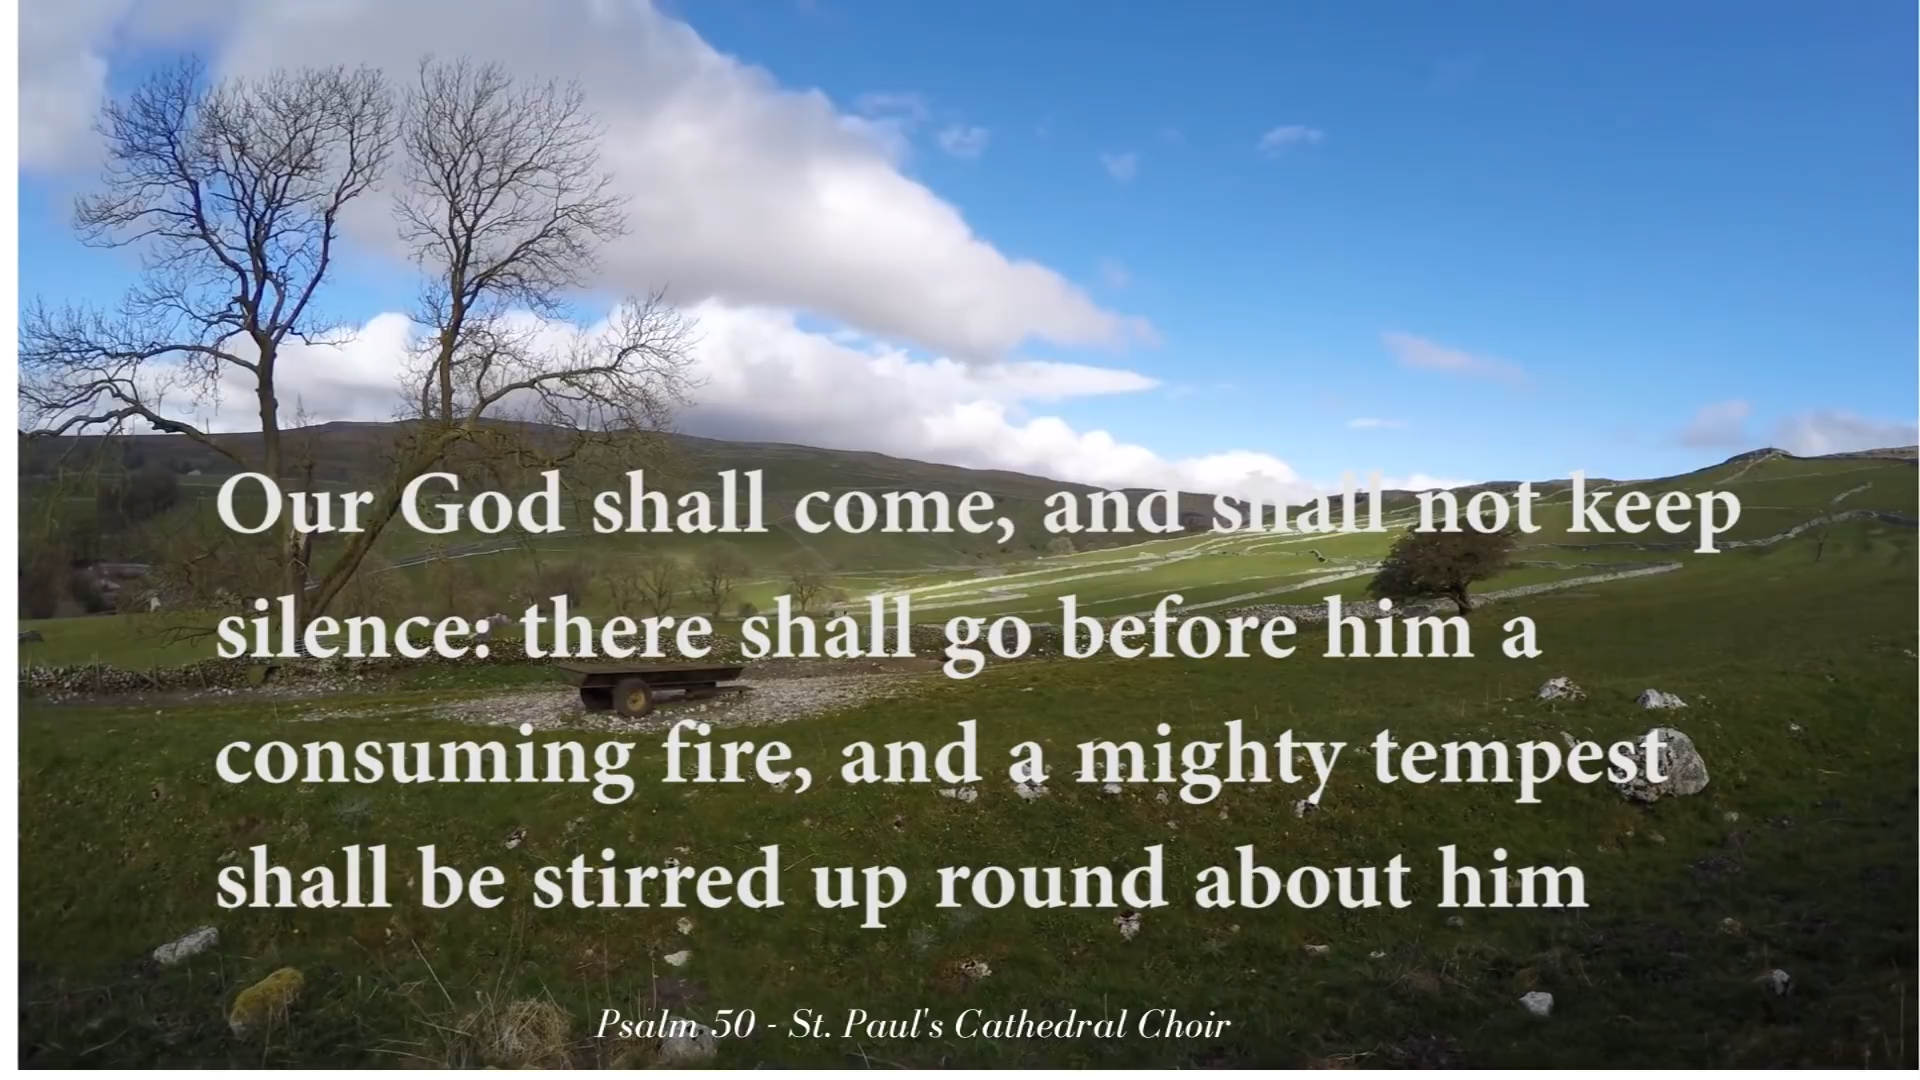 Our God shall come, and shall not keep
silence: there shall go before him a
consuming fire, and a mighty tempest
shall be stirred up round about him
Psalm 50 - St. Paul's Cathedral Choir